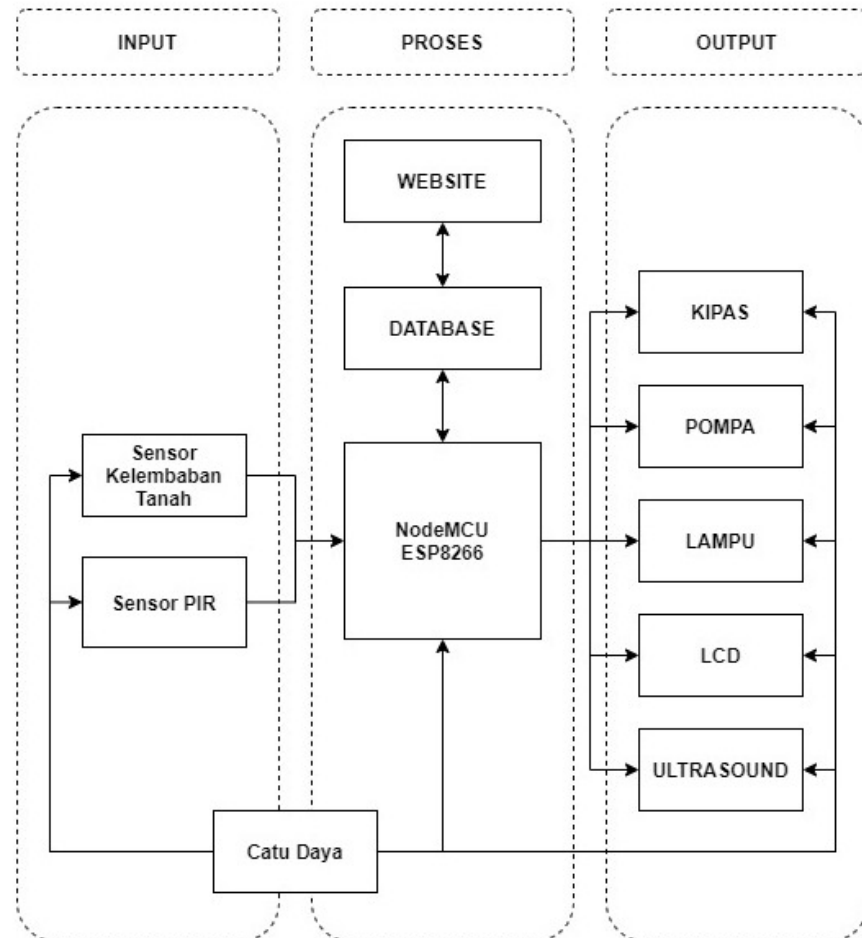 INPUT
PROSES
OUTPUT
WEBSITE
DATABASE
Sensor
Kelembaban
Tanah
Sensor PIR
NodeMCU
ESP8266
KIPAS
POMPA
LAMPU
LCD
ULTRASOUND
Catu Daya